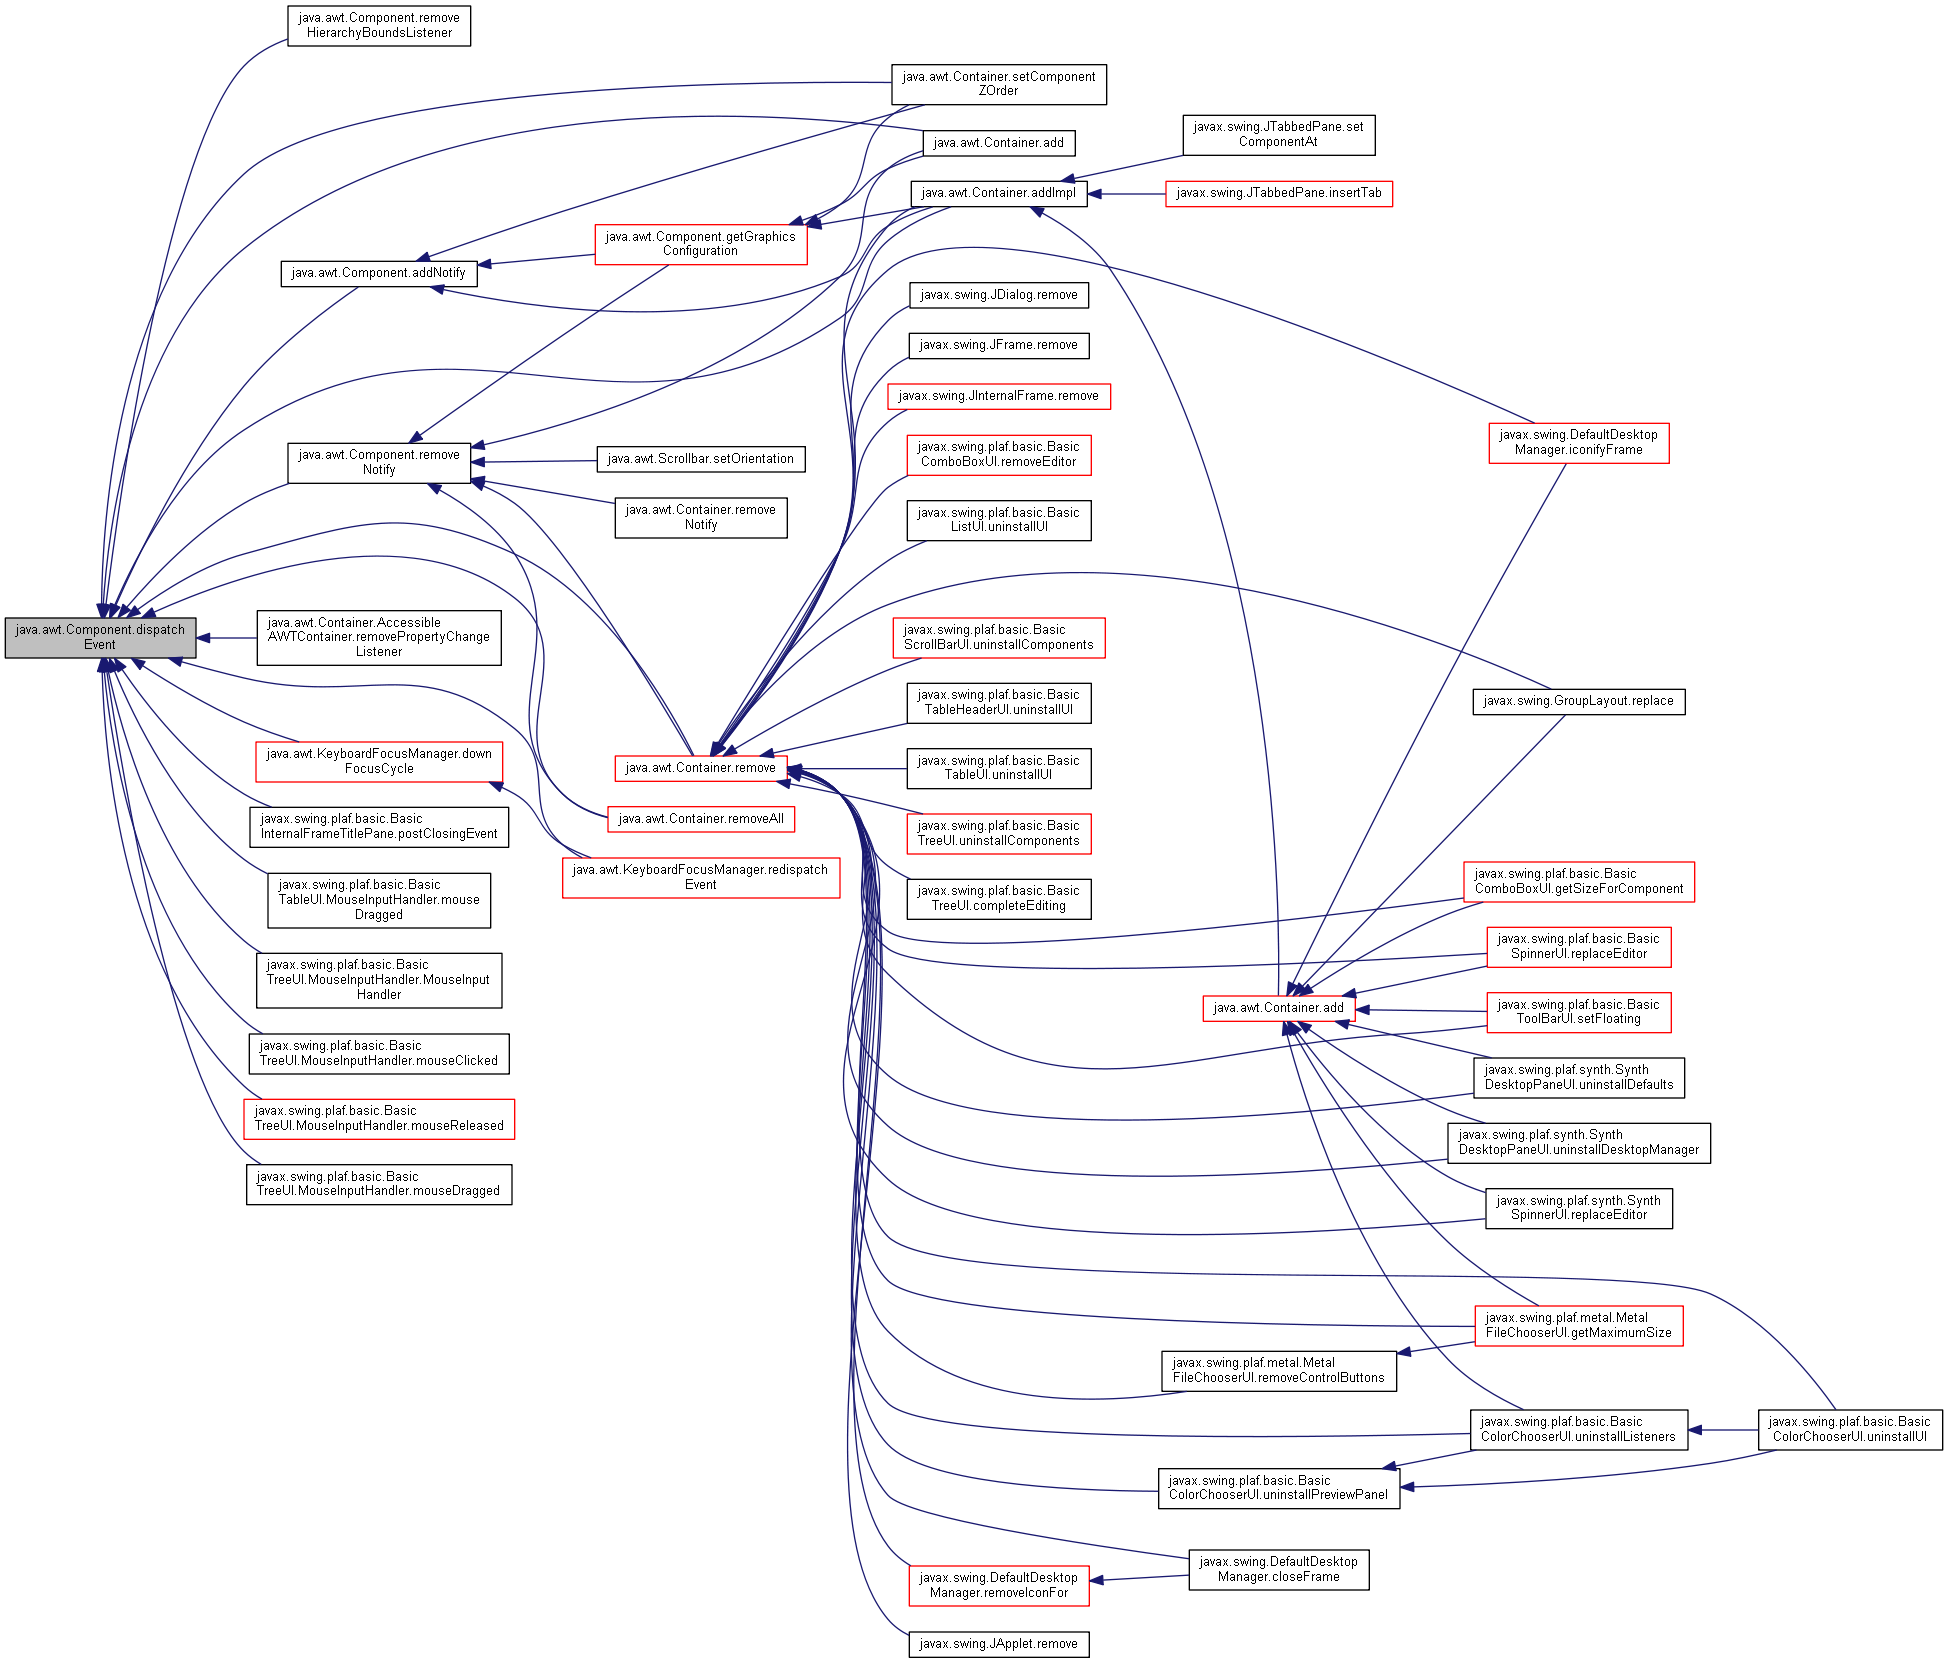 java.awt.Component.remove
HierarchyBoundsListener
java.awt.Container.setComponent
ZOrder
java.awt.Container.add
javax.swing.JTabbedPane.set
ComponentAt
java.awt.Container.addImpl
javax.swing.JTabbedPane.insertTab
java.awt.Component.getGraphics
Configuration
java.awt.Component.addNotify
javax.swing.JDialog.remove
javax.swing.JFrame.remove
javax.swing.JInternalFrame.remove
javax.swing.DefaultDesktop
Manager.iconifyFrame
javax.swing.plaf.basic.Basic
ComboBoxUI.removeEditor
java.awt.Component.remove
Notify
java.awt.Scrollbar.setOrientation
java.awt.Container.remove
Notify
javax.swing.plaf.basic.Basic
ListUI.uninstallUI
java.awt.Component.dispatch
Event
java.awt.Container.Accessible
AWTContainer.removePropertyChange
Listener
javax.swing.plaf.basic.Basic
ScrollBarUI.uninstallComponents
javax.swing.plaf.basic.Basic
TableHeaderUI.uninstallUI
javax.swing.GroupLayout.replace
java.awt.KeyboardFocusManager.down
FocusCycle
java.awt.Container.remove
javax.swing.plaf.basic.Basic
TableUI.uninstallUI
javax.swing.plaf.basic.Basic
InternalFrameTitlePane.postClosingEvent
java.awt.Container.removeAll
javax.swing.plaf.basic.Basic
TreeUI.uninstallComponents
java.awt.KeyboardFocusManager.redispatch
Event
javax.swing.plaf.basic.Basic
TableUI.MouseInputHandler.mouse
Dragged
javax.swing.plaf.basic.Basic
TreeUI.completeEditing
javax.swing.plaf.basic.Basic
ComboBoxUI.getSizeForComponent
javax.swing.plaf.basic.Basic
SpinnerUI.replaceEditor
javax.swing.plaf.basic.Basic
TreeUI.MouseInputHandler.MouseInput
Handler
java.awt.Container.add
javax.swing.plaf.basic.Basic
ToolBarUI.setFloating
javax.swing.plaf.basic.Basic
TreeUI.MouseInputHandler.mouseClicked
javax.swing.plaf.synth.Synth
DesktopPaneUI.uninstallDefaults
javax.swing.plaf.basic.Basic
TreeUI.MouseInputHandler.mouseReleased
javax.swing.plaf.synth.Synth
DesktopPaneUI.uninstallDesktopManager
javax.swing.plaf.basic.Basic
TreeUI.MouseInputHandler.mouseDragged
javax.swing.plaf.synth.Synth
SpinnerUI.replaceEditor
javax.swing.plaf.metal.Metal
FileChooserUI.getMaximumSize
javax.swing.plaf.metal.Metal
FileChooserUI.removeControlButtons
javax.swing.plaf.basic.Basic
ColorChooserUI.uninstallListeners
javax.swing.plaf.basic.Basic
ColorChooserUI.uninstallUI
javax.swing.plaf.basic.Basic
ColorChooserUI.uninstallPreviewPanel
javax.swing.DefaultDesktop
Manager.closeFrame
javax.swing.DefaultDesktop
Manager.removeIconFor
javax.swing.JApplet.remove